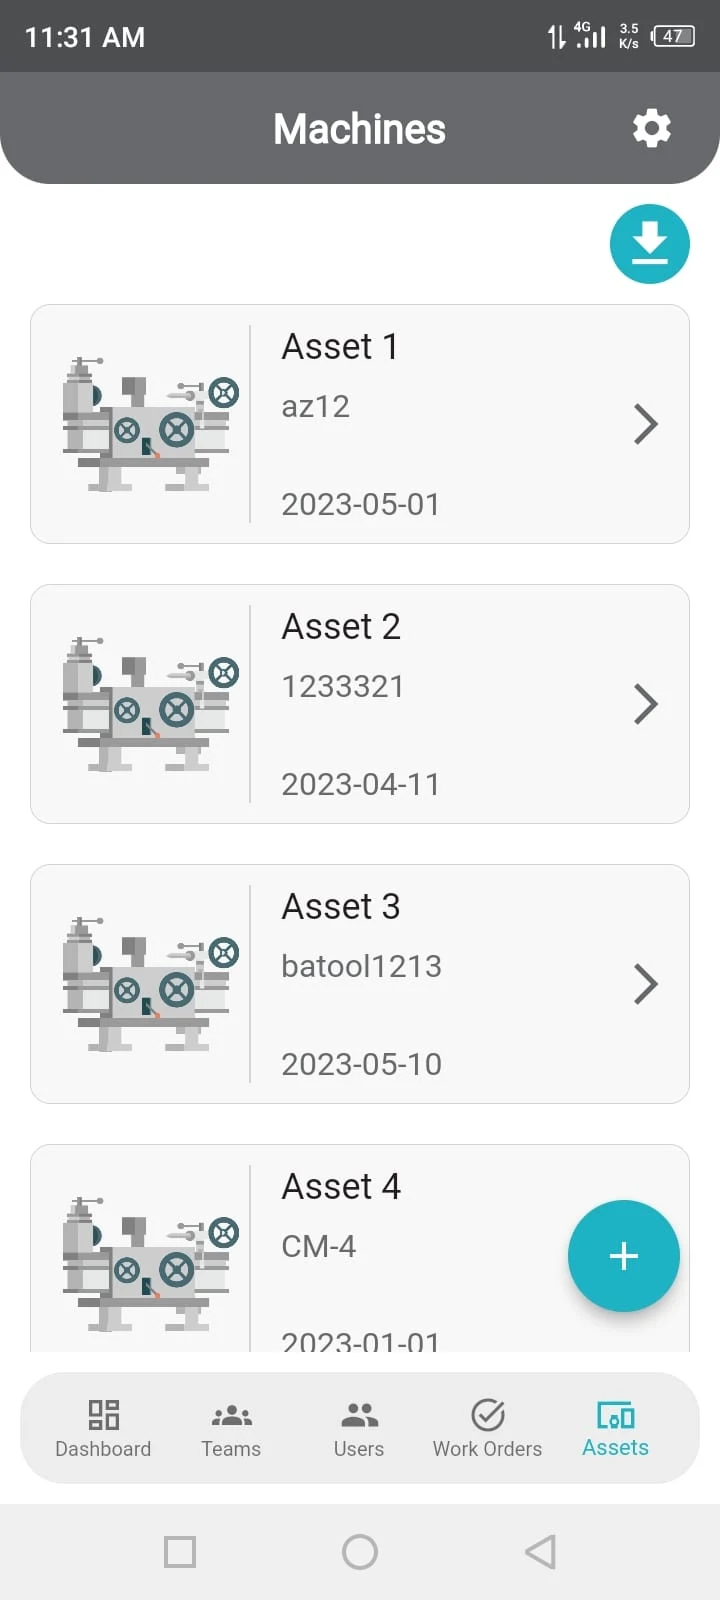 11:31 AM
4G
3.5
K/s
47
Machines
Asset 1
az12
2023-05-01
Asset 2
1233321
2023-04-11
Asset 3
batool1213
2023-05-10
Asset 4
CM-4
2023-01-01
Dashboard
Teams
Users
Work Orders
Assets